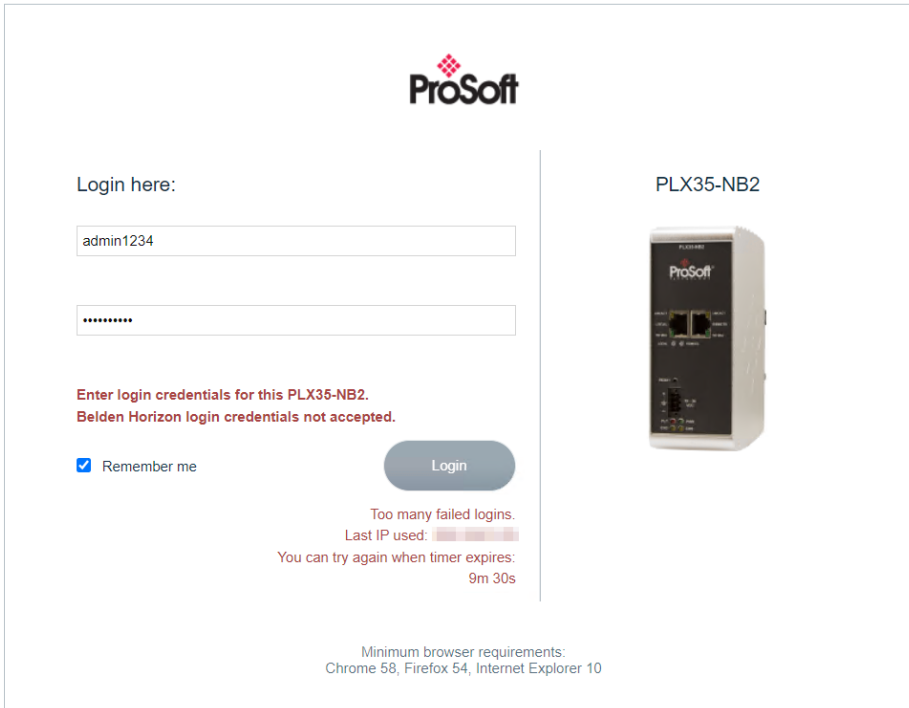 ProSoft
Login here:
admin1234
••••••••••
Enter login credentials for this PLX35-NB2.
Belden Horizon login credentials not accepted.
Remember me
Login
Too many failed logins.
Last IP used:
You can try again when timer expires:
9m 30s
PLX35-NB2
PLX35-NB2
ProSoft
Minimum browser requirements:
Chrome 58, Firefox 54, Internet Explorer 10